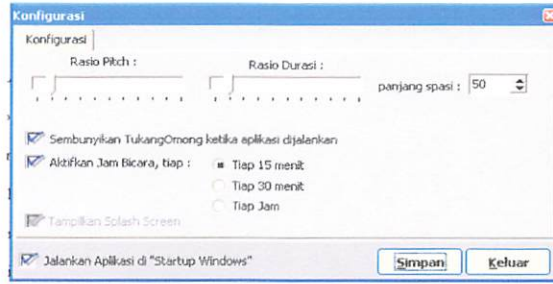 Konfigurasi
Konfigurasi
Rasio Pitch :
Rasio Durasi :
panjang spasi : 50
Sembunyikan TukangOmong ketika aplikasi dijalankan
Aktifkan Jam Bicara, tiap :
Tiap 15 menit
Tiap 30 menit
Tiap Jam
Tampilkan Splash Screen
Jalankan Aplikasi di "Startup Windows"
Simpan
Keluar